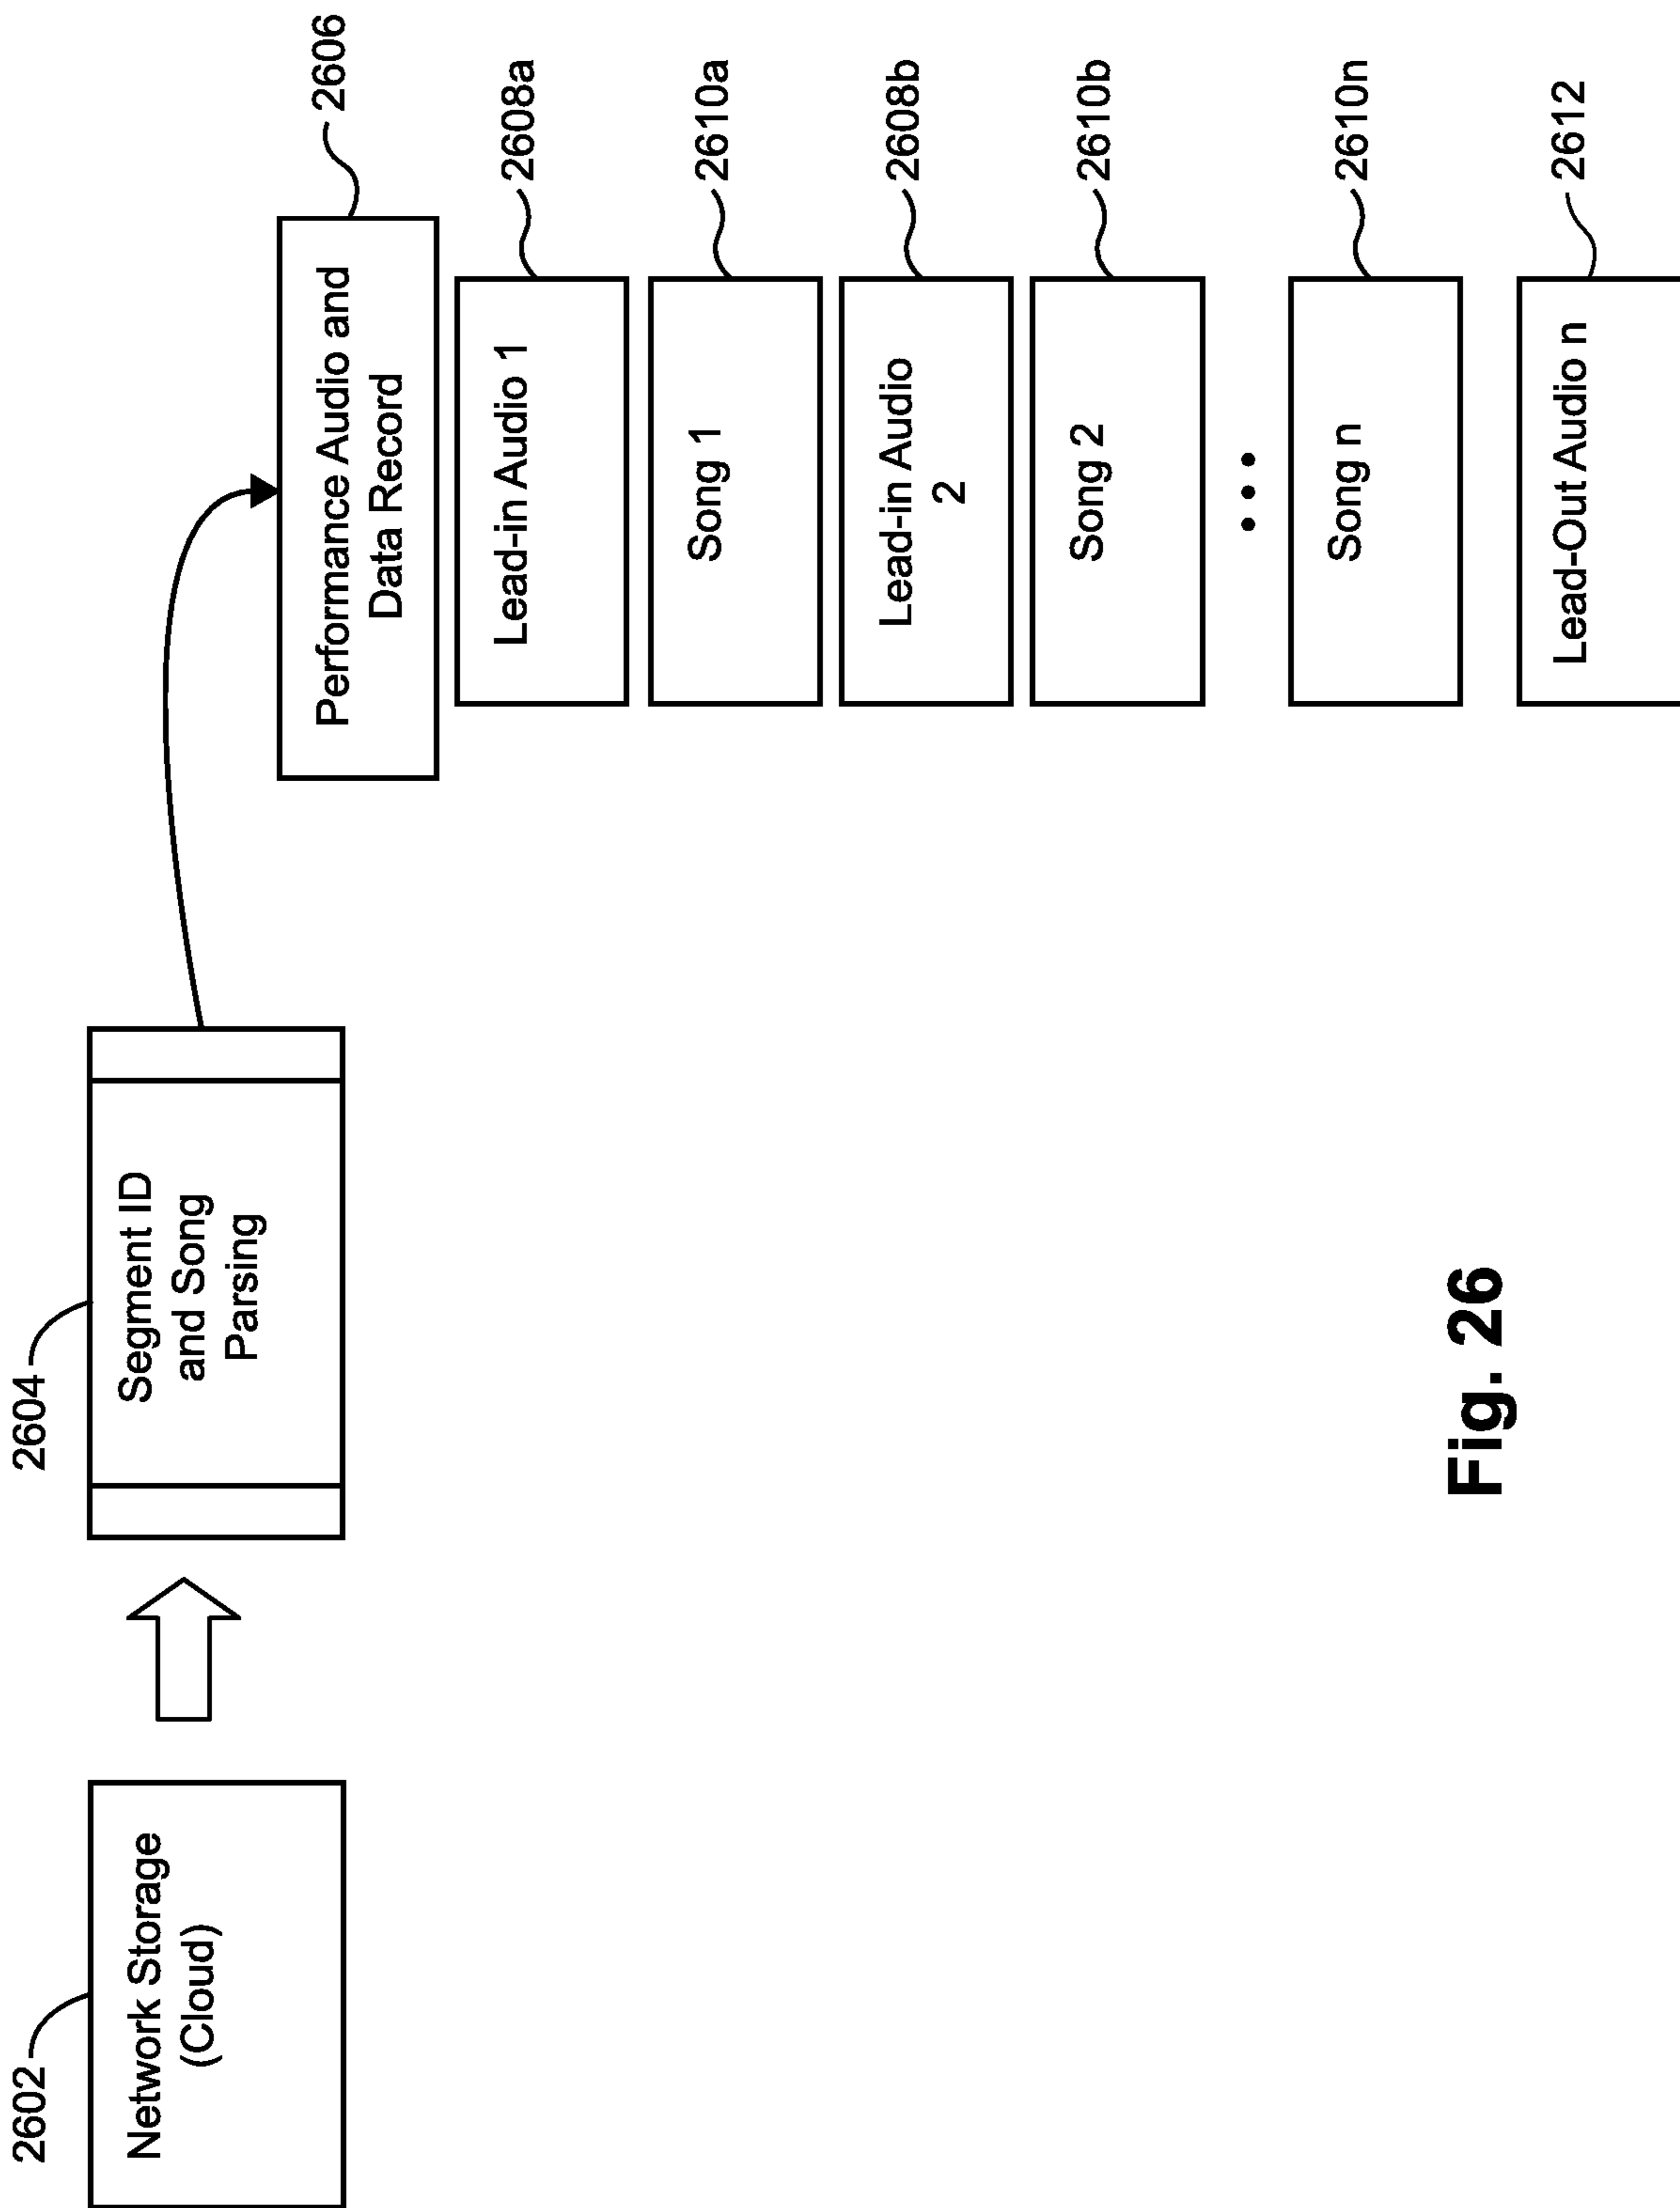 2602
Network Storage
(Cloud)
2604
Segment ID
and Song
Parsing
2606
Performance Audio and
Data Record
Lead-in Audio 1
2608a
Song 1
2610a
Lead-in Audio
2
2608b
Song 2
2610b
•••
Song n
2610n
Lead-Out Audio n
2612
Fig. 26